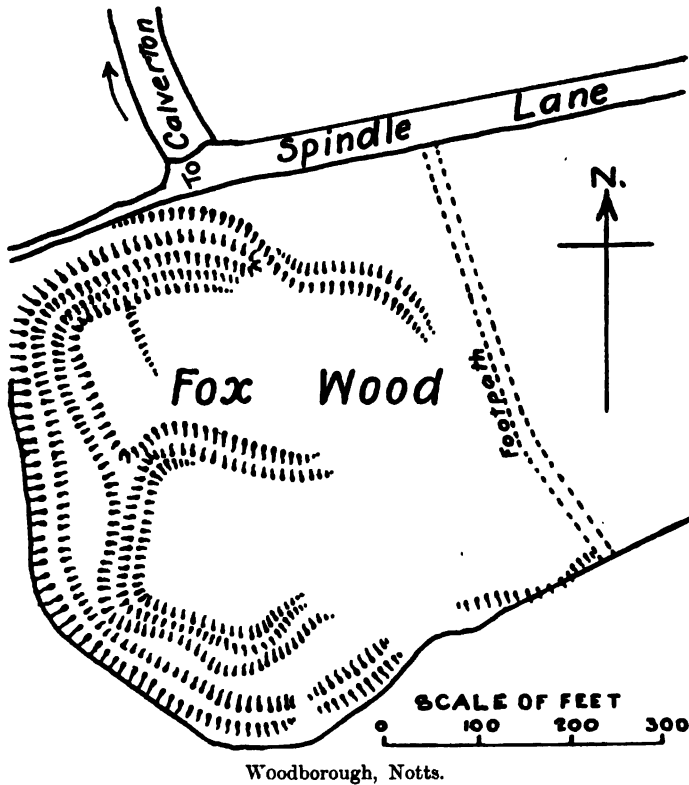 To Calverton
Spindle Lane
N.
Fox Wood
Footpath
SCALE OF FEET
0 100 200 300
Woodborough, Notts.